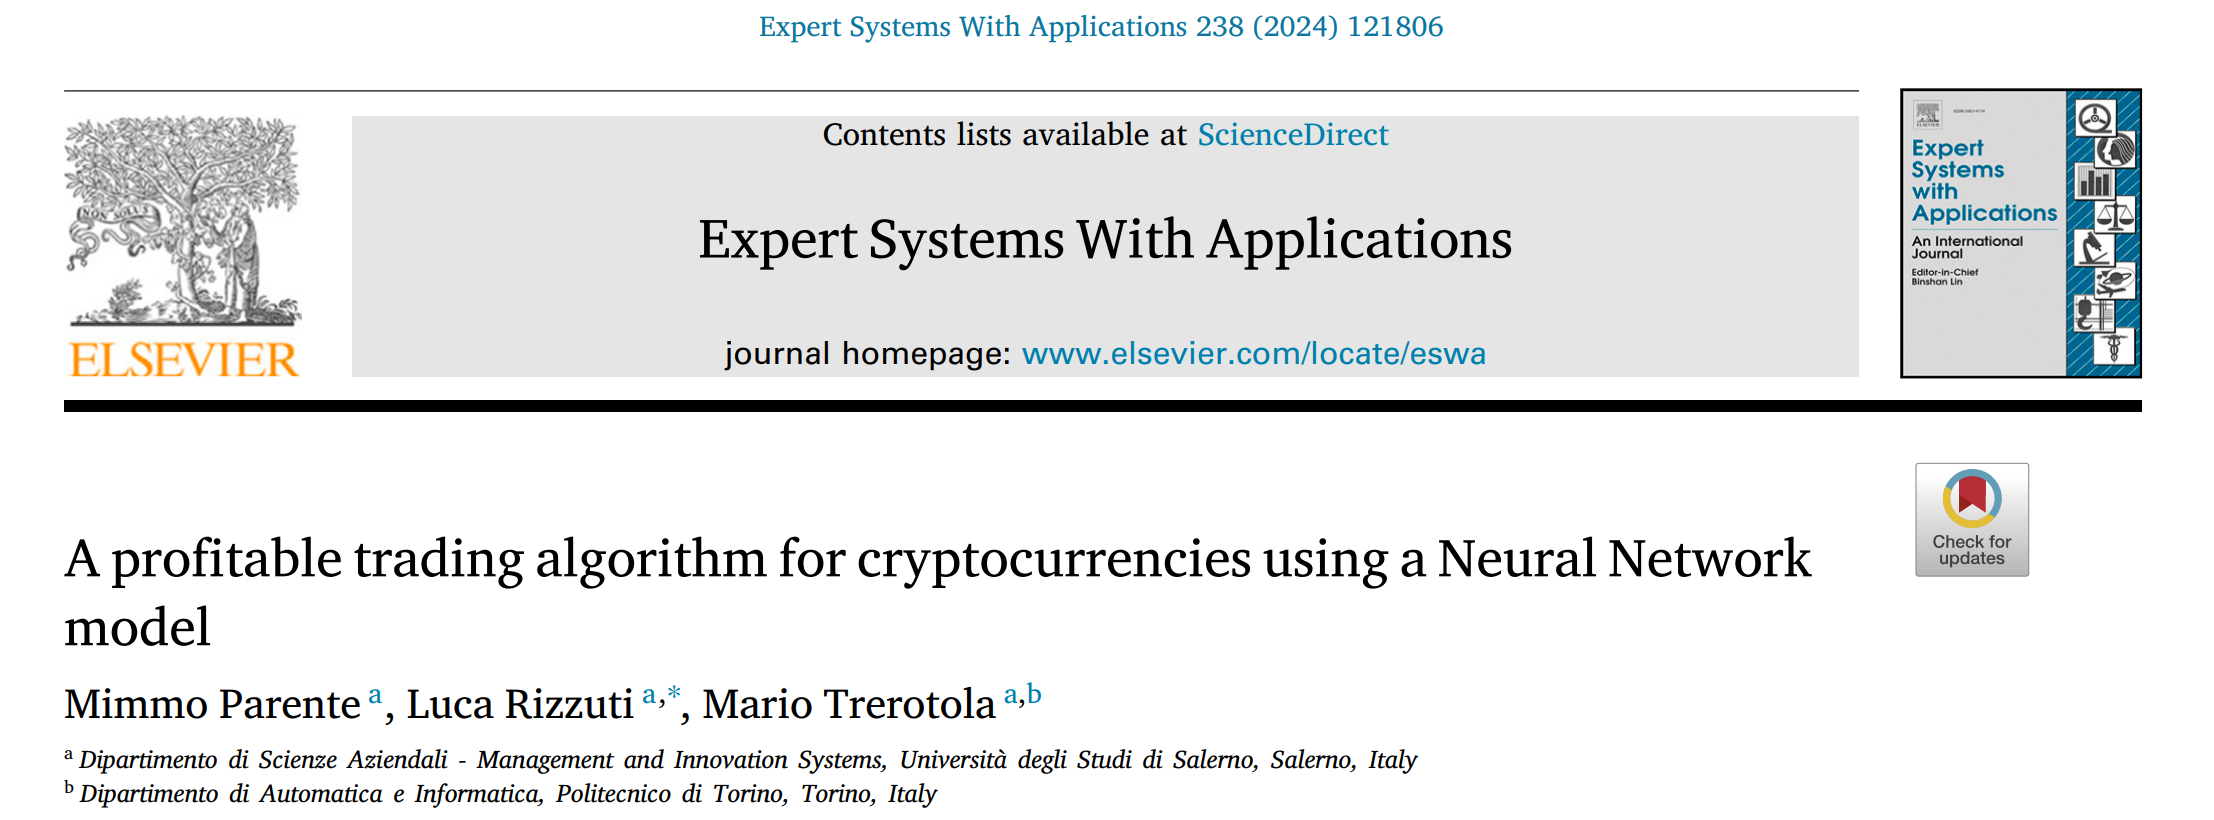 Expert Systems With Applications 238 (2024) 121806
Contents lists available at ScienceDirect
Expert Systems With Applications
journal homepage: www.elsevier.com/locate/eswa
NON SOLUS
ELSEVIER
ELSEVIER
Expert
Systems
with
Applications
An International
Journal
Editor-in-Chief
Binshan Lin
Check for
updates
A profitable trading algorithm for cryptocurrencies using a Neural Network
model
Mimmo Parente a, Luca Rizzuti a,*, Mario Trerotola a,b
a Dipartimento di Scienze Aziendali - Management and Innovation Systems, Università degli Studi di Salerno, Salerno, Italy
b Dipartimento di Automatica e Informatica, Politecnico di Torino, Torino, Italy